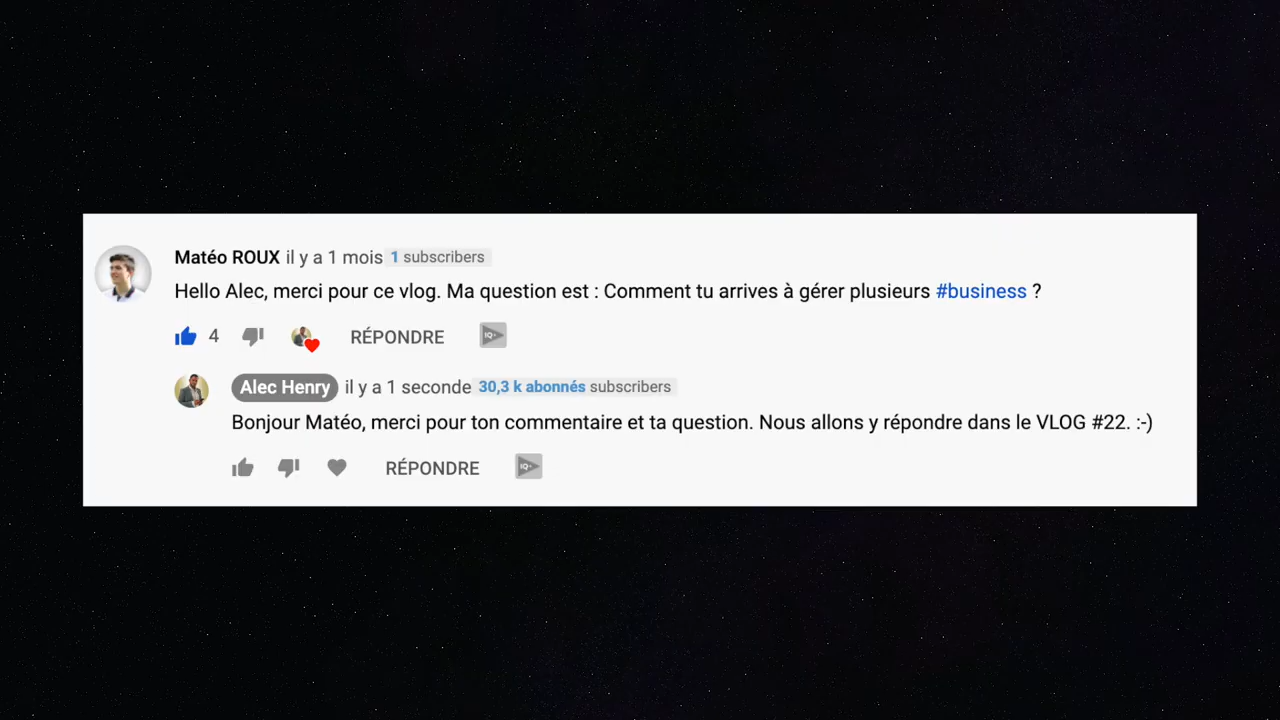 Matéo ROUX il y a 1 mois 1 subscribers
Hello Alec, merci pour ce vlog. Ma question est : Comment tu arrives à gérer plusieurs #business ?
4 RÉPONDRE IQ+
Alec Henry il y a 1 seconde 30,3 k abonnés subscribers
Bonjour Matéo, merci pour ton commentaire et ta question. Nous allons y répondre dans le VLOG #22. :-)
RÉPONDRE IQ+